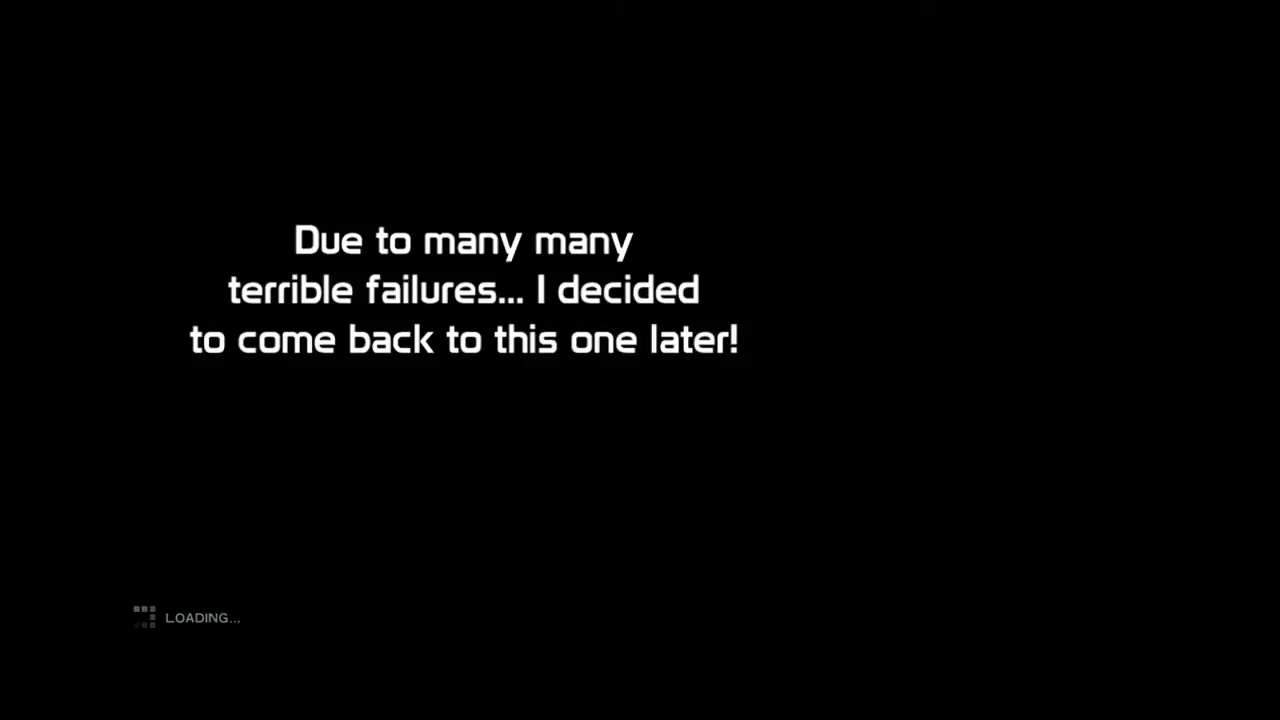 Due to many many
terrible failures... I decided
to come back to this one later!
LOADING...